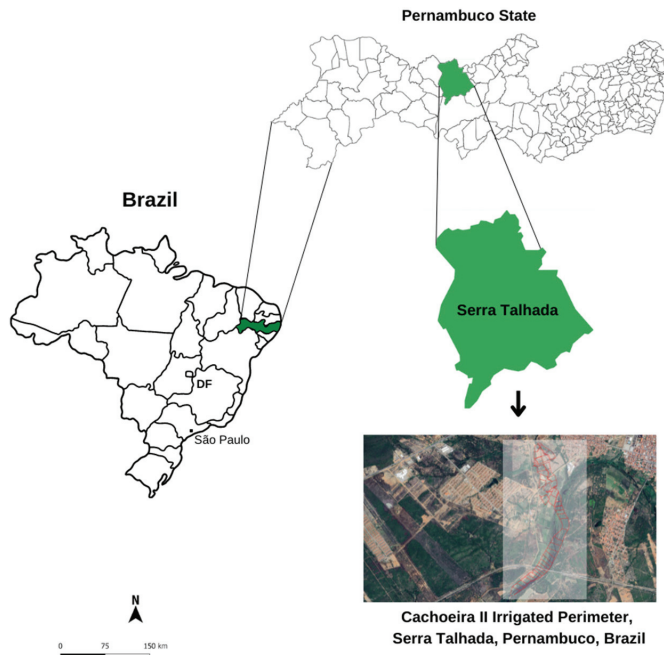 Pernambuco State
Brazil
Serra Talhada
DF
São Paulo
N
0 75 150 km
Cachoeira II Irrigated Perimeter,
Serra Talhada, Pernambuco, Brazil